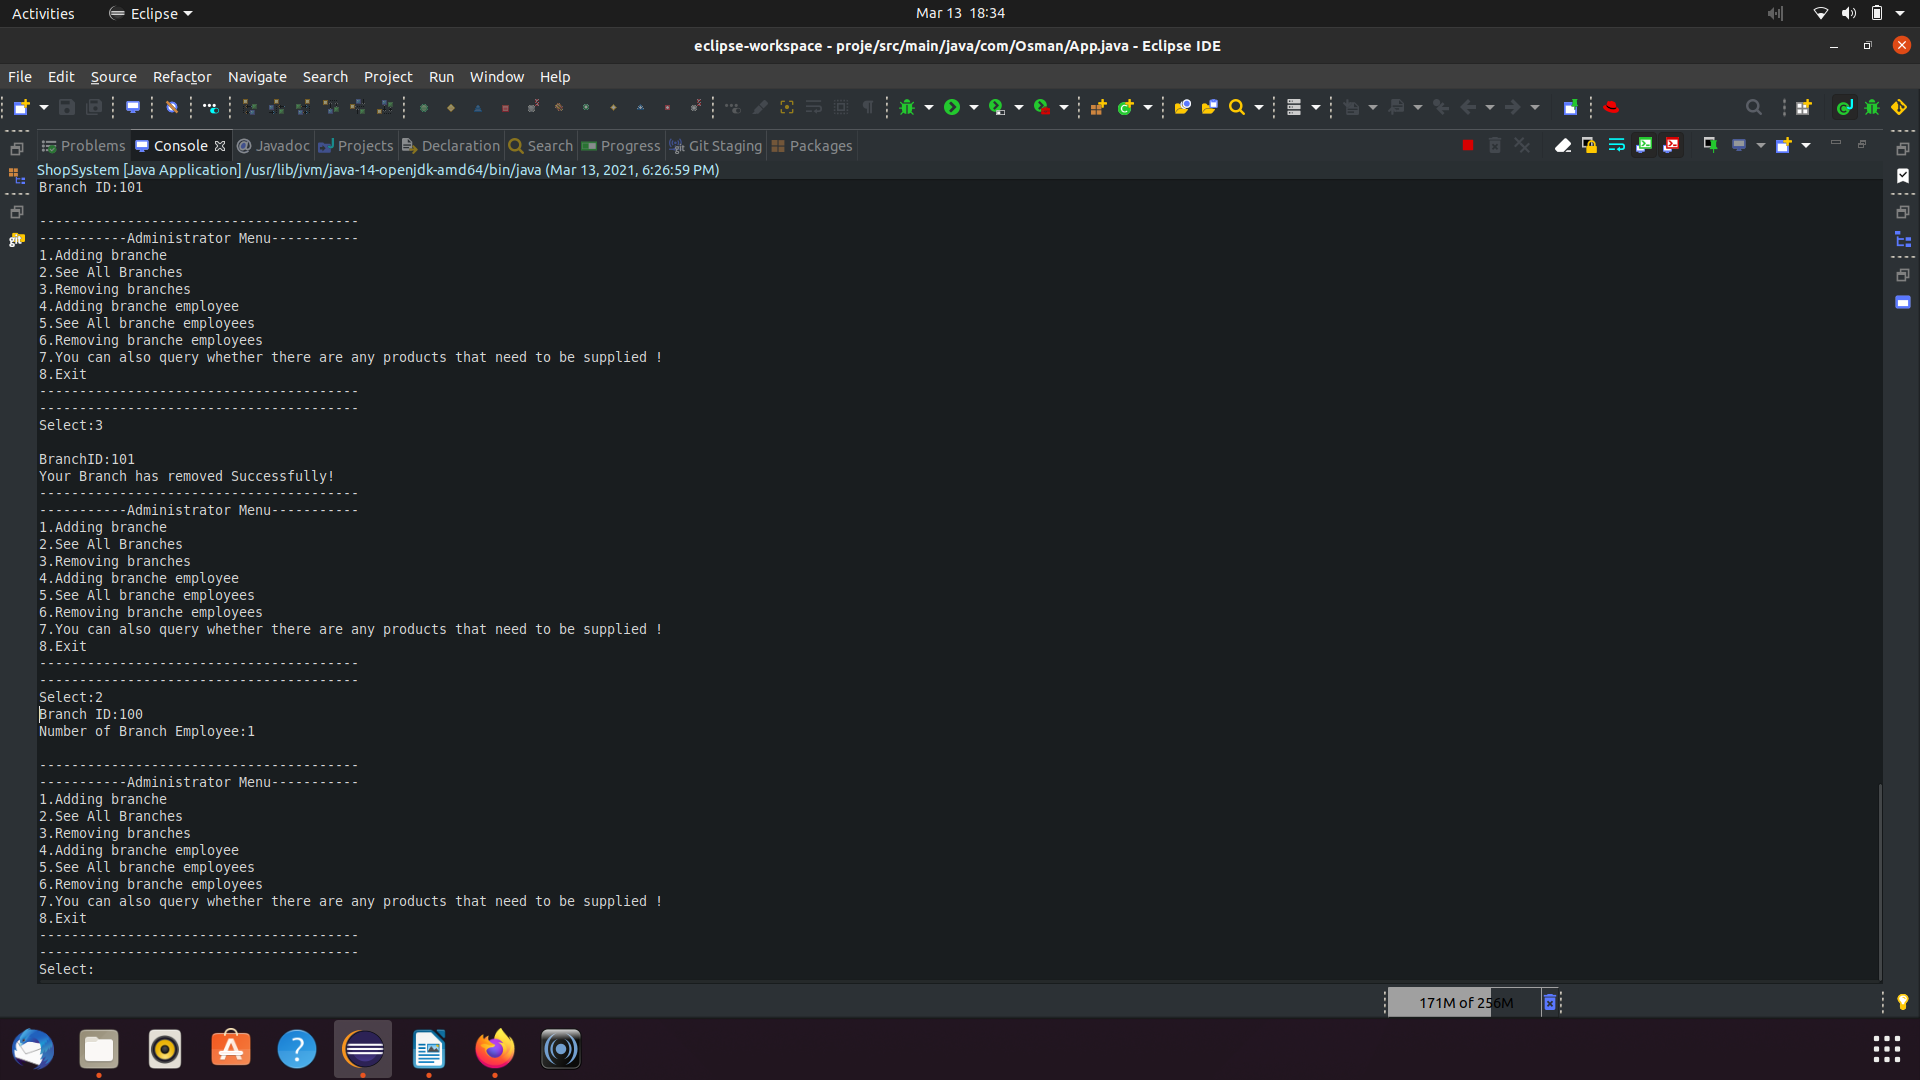 Activities Eclipse Mar 13 18:34
eclipse-workspace - proje/src/main/java/com/Osman/App.java - Eclipse IDE
File Edit Source Refactor Navigate Search Project Run Window Help
Problems Console @ Javadoc Projects Declaration Search Progress Git Staging Packages
ShopSystem [Java Application] /usr/lib/jvm/java-14-openjdk-amd64/bin/java (Mar 13, 2021, 6:26:59 PM)
Branch ID:101
----------------------------------------
-----------Administrator Menu-----------
1.Adding branche
2.See All Branches
3.Removing branches
4.Adding branche employee
5.See All branche employees
6.Removing branche employees
7.You can also query whether there are any products that need to be supplied !
8.Exit
----------------------------------------
----------------------------------------
Select:3
BranchID:101
Your Branch has removed Successfully!
----------------------------------------
-----------Administrator Menu-----------
1.Adding branche
2.See All Branches
3.Removing branches
4.Adding branche employee
5.See All branche employees
6.Removing branche employees
7.You can also query whether there are any products that need to be supplied !
8.Exit
----------------------------------------
----------------------------------------
Select:2
Branch ID:100
Number of Branch Employee:1
----------------------------------------
-----------Administrator Menu-----------
1.Adding branche
2.See All Branches
3.Removing branches
4.Adding branche employee
5.See All branche employees
6.Removing branche employees
7.You can also query whether there are any products that need to be supplied !
8.Exit
----------------------------------------
----------------------------------------
Select:
171M of 256M